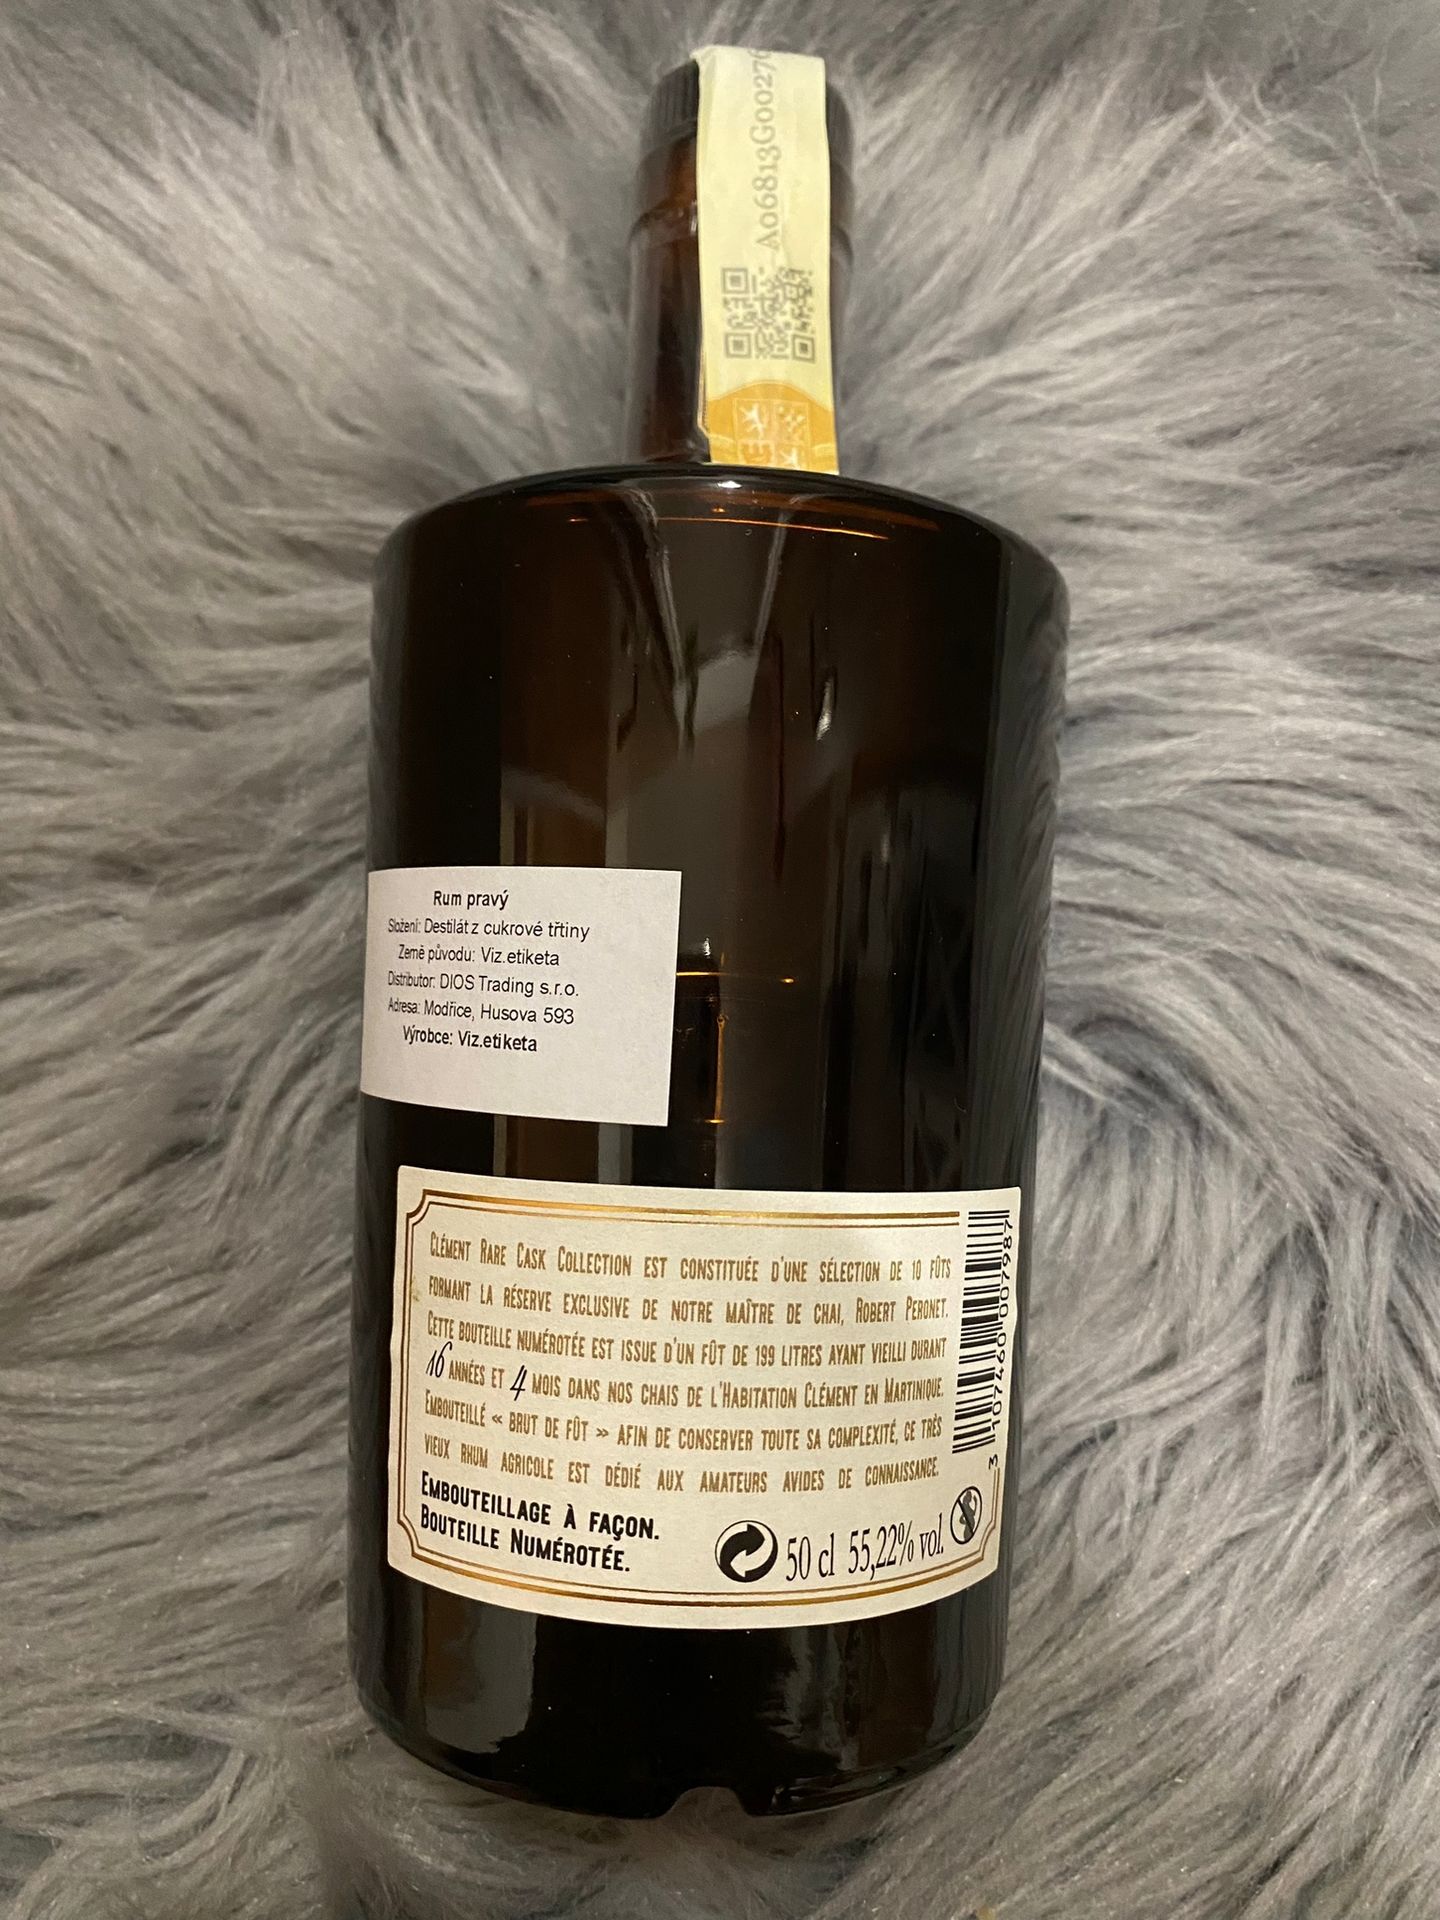 A06813G0027
Rum pravý
Složení: Destilát z cukrové třtiny
Země původu: Viz.etiketa
Distributor: DIOS Trading s.r.o.
Adresa: Modřice, Husova 593
Výrobce: Viz.etiketa
Clément Rare Cask Collection est constituée d'une sélection de 10 fûts
formant la réserve exclusive de notre maître de chai, Robert Peronet.
Cette bouteille numérotée est issue d'un fût de 199 litres ayant vieilli durant
16 années et 4 mois dans nos chais de l'Habitation Clément en Martinique.
Embouteillé « brut de fût » afin de conserver toute sa complexité, ce très
vieux rhum agricole est dédié aux amateurs avides de connaissance.
Embouteillage à façon.
Bouteille Numérotée.
50 cl 55,22% vol.
3 107460 007987